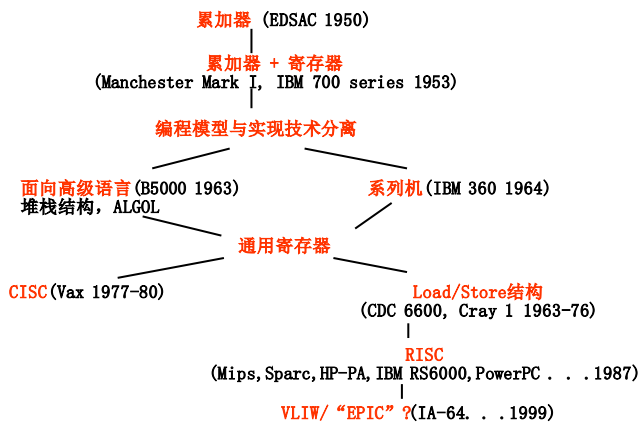 累加器 (EDSAC 1950)
累加器 + 寄存器
(Manchester Mark I, IBM 700 series 1953)
编程模型与实现技术分离
面向高级语言(B5000 1963)
堆栈结构, ALGOL
系列机(IBM 360 1964)
通用寄存器
CISC(Vax 1977-80)
Load/Store结构
(CDC 6600, Cray 1 1963-76)
RISC
(Mips,Sparc,HP-PA,IBM RS6000,PowerPC . . .1987)
VLIW/“EPIC”?(IA-64. . .1999)